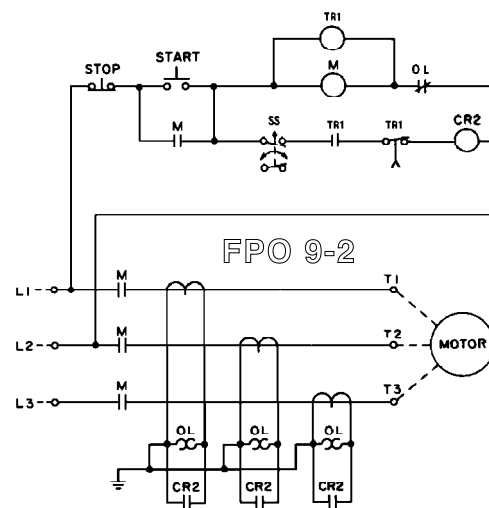 TR1
STOP
START
M
OL
M
SS
TR1
TR1
CR2
FPO 9-2
L1
M
T1
L2
M
T2
MOTOR
L3
M
T3
OL
OL
OL
CR2
CR2
CR2